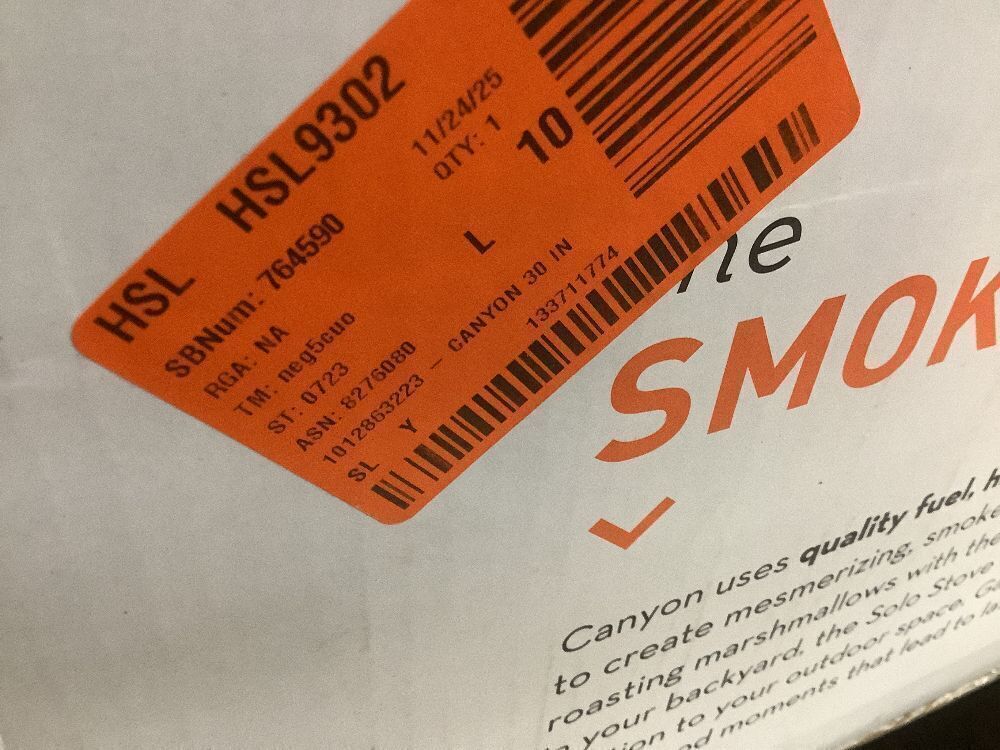 HSL HSL9302
SBNum: 764590 11/24/25
RGA: NA QTY: 1
TM: neg5cuo L 10
ST: 0723
ASN: 8276080
1012863223 – CANYON 30 IN
SL Y 133711774
he
SMOK
Canyon uses quality fuel, h
to create mesmerizing, smoke
roasting marshmallows with the
your backyard, the Solo Stove
to your outdoor space. G
moments that lead to la